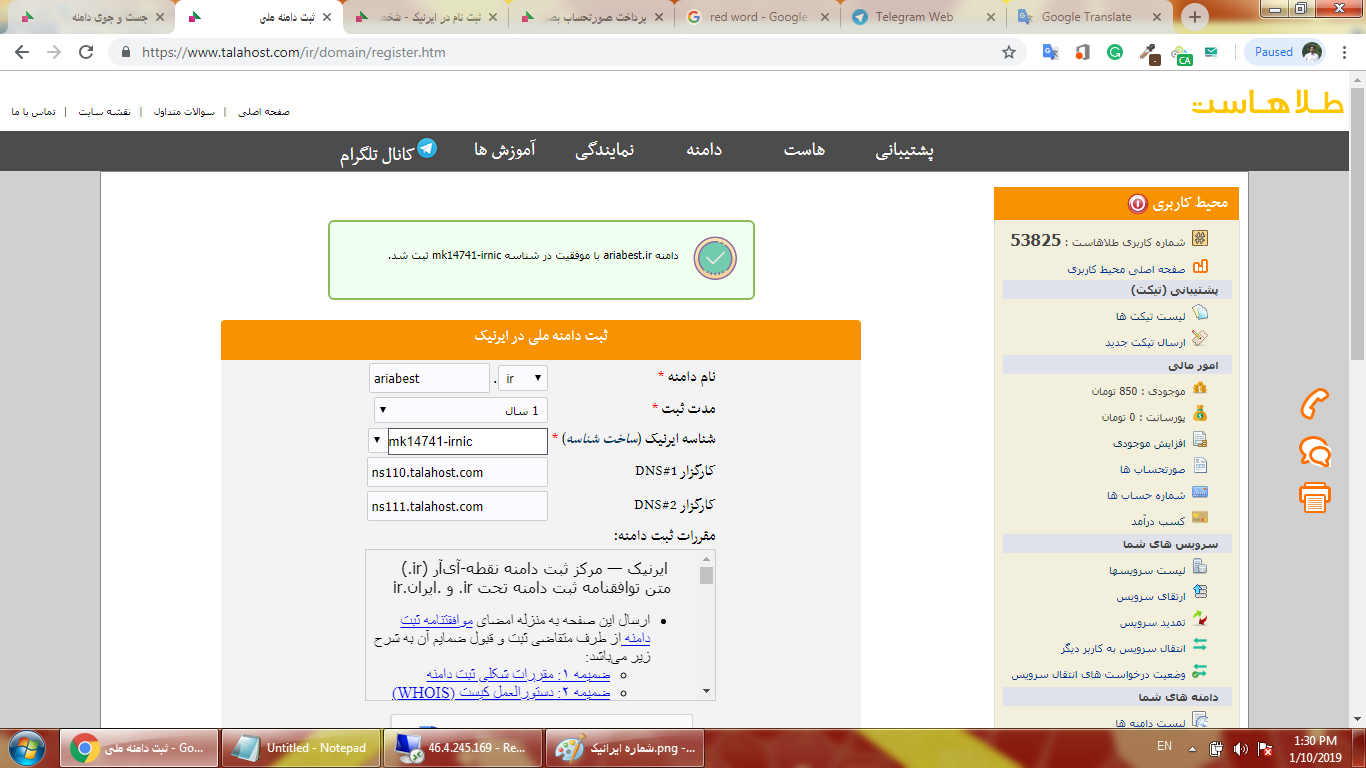 جست و جوی دامنه
ثبت دامنه ملی
ثبت نام در ایرنیک - شخص
پرداخت صورتحساب بصـ
red word - Google
Telegram Web
Google Translate
https://www.talahost.com/ir/domain/register.htm
CA
Paused
طلاهاست
صفحه اصلی | سوالات متداول | نقشه سایت | تماس با ما
پشتیبانی هاست دامنه نمایندگی آموزش ها کانال تلگرام
محیط کاربری
شماره کاربری طلاهاست : 53825
صفحه اصلی محیط کاربری
پشتیبانی (تیکت)
لیست تیکت ها
ارسال تیکت جدید
امور مالی
موجودی : 850 تومان
پورسانت : 0 تومان
افزایش موجودی
صورتحساب ها
شماره حساب ها
کسب درآمد
سرویس های شما
لیست سرویسها
ارتقای سرویس
تمدید سرویس
انتقال سرویس به کاربر دیگر
وضعیت درخواست های انتقال سرویس
دامنه های شما
لیست دامنه ها
دامنه ariabest.ir با موفقیت در شناسه mk14741-irnic ثبت شد.
ثبت دامنه ملی در ایرنیک
نام دامنه * ariabest . ir
مدت ثبت * 1 سال
شناسه ایرنیک (ساخت شناسه) * mk14741-irnic
کارگزار DNS#1 ns110.talahost.com
کارگزار DNS#2 ns111.talahost.com
مقررات ثبت دامنه:
ایرنیک — مرکز ثبت دامنه نقطه-آی‌آر (.ir)
متن توافقنامه ثبت دامنه تحت .ir و .ایران.ir
ارسال این صفحه به منزله امضای موافقتنامه ثبت
دامنه از طرف متقاضی ثبت و قبول ضمایم آن به شرح
زیر می‌باشد:
ضمیمه ۱: مقررات شکلی ثبت دامنه
ضمیمه ۲: دستورالعمل کیست (WHOIS)
ثبت دامنه ملی - Go...
Untitled - Notepad
46.4.245.169 - Re...
شماره ایرانیک.png - ...
EN
1:30 PM
1/10/2019